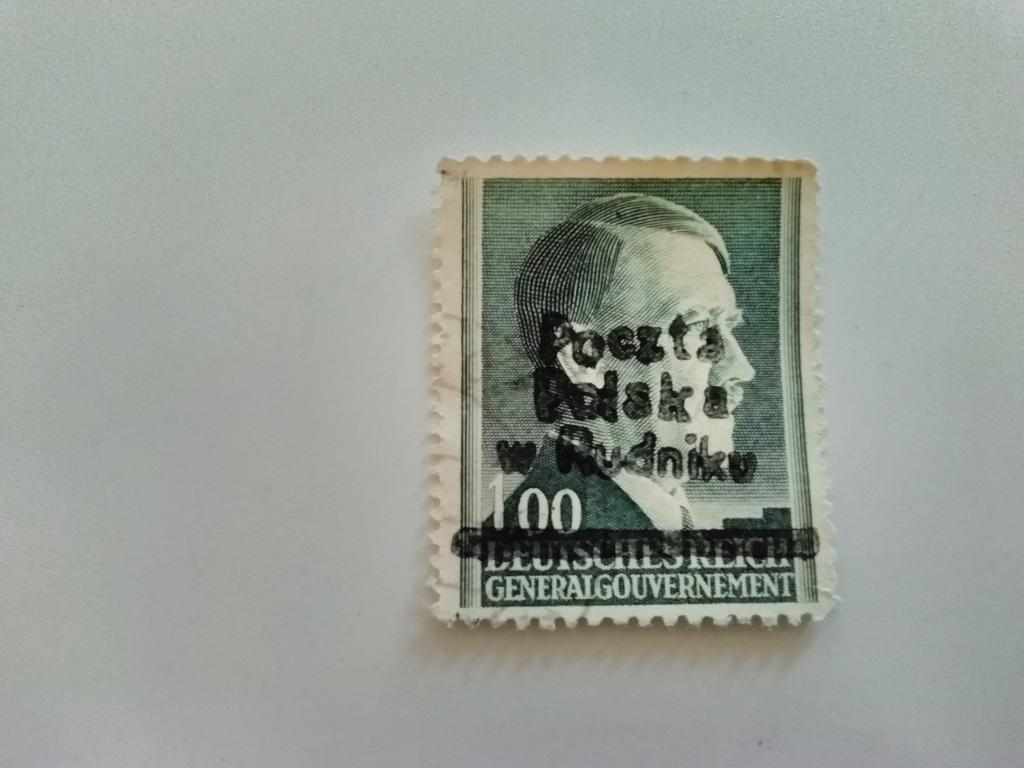 Poczta
Polska
w Rudniku
1.00
DEUTSCHES REICH
GENERALGOUVERNEMENT